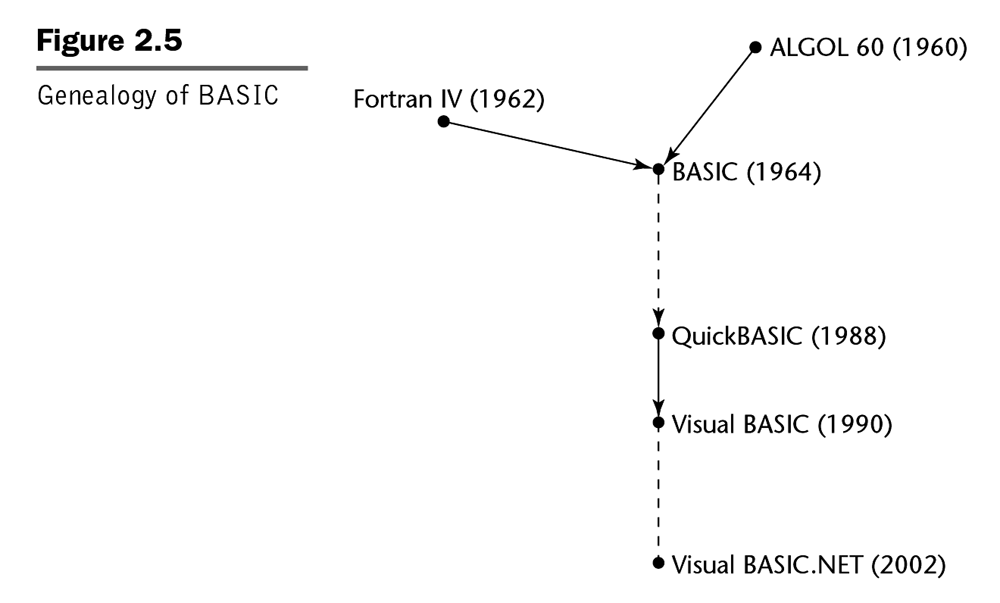 Figure 2.5
Genealogy of BASIC
ALGOL 60 (1960)
Fortran IV (1962)
BASIC (1964)
QuickBASIC (1988)
Visual BASIC (1990)
Visual BASIC.NET (2002)